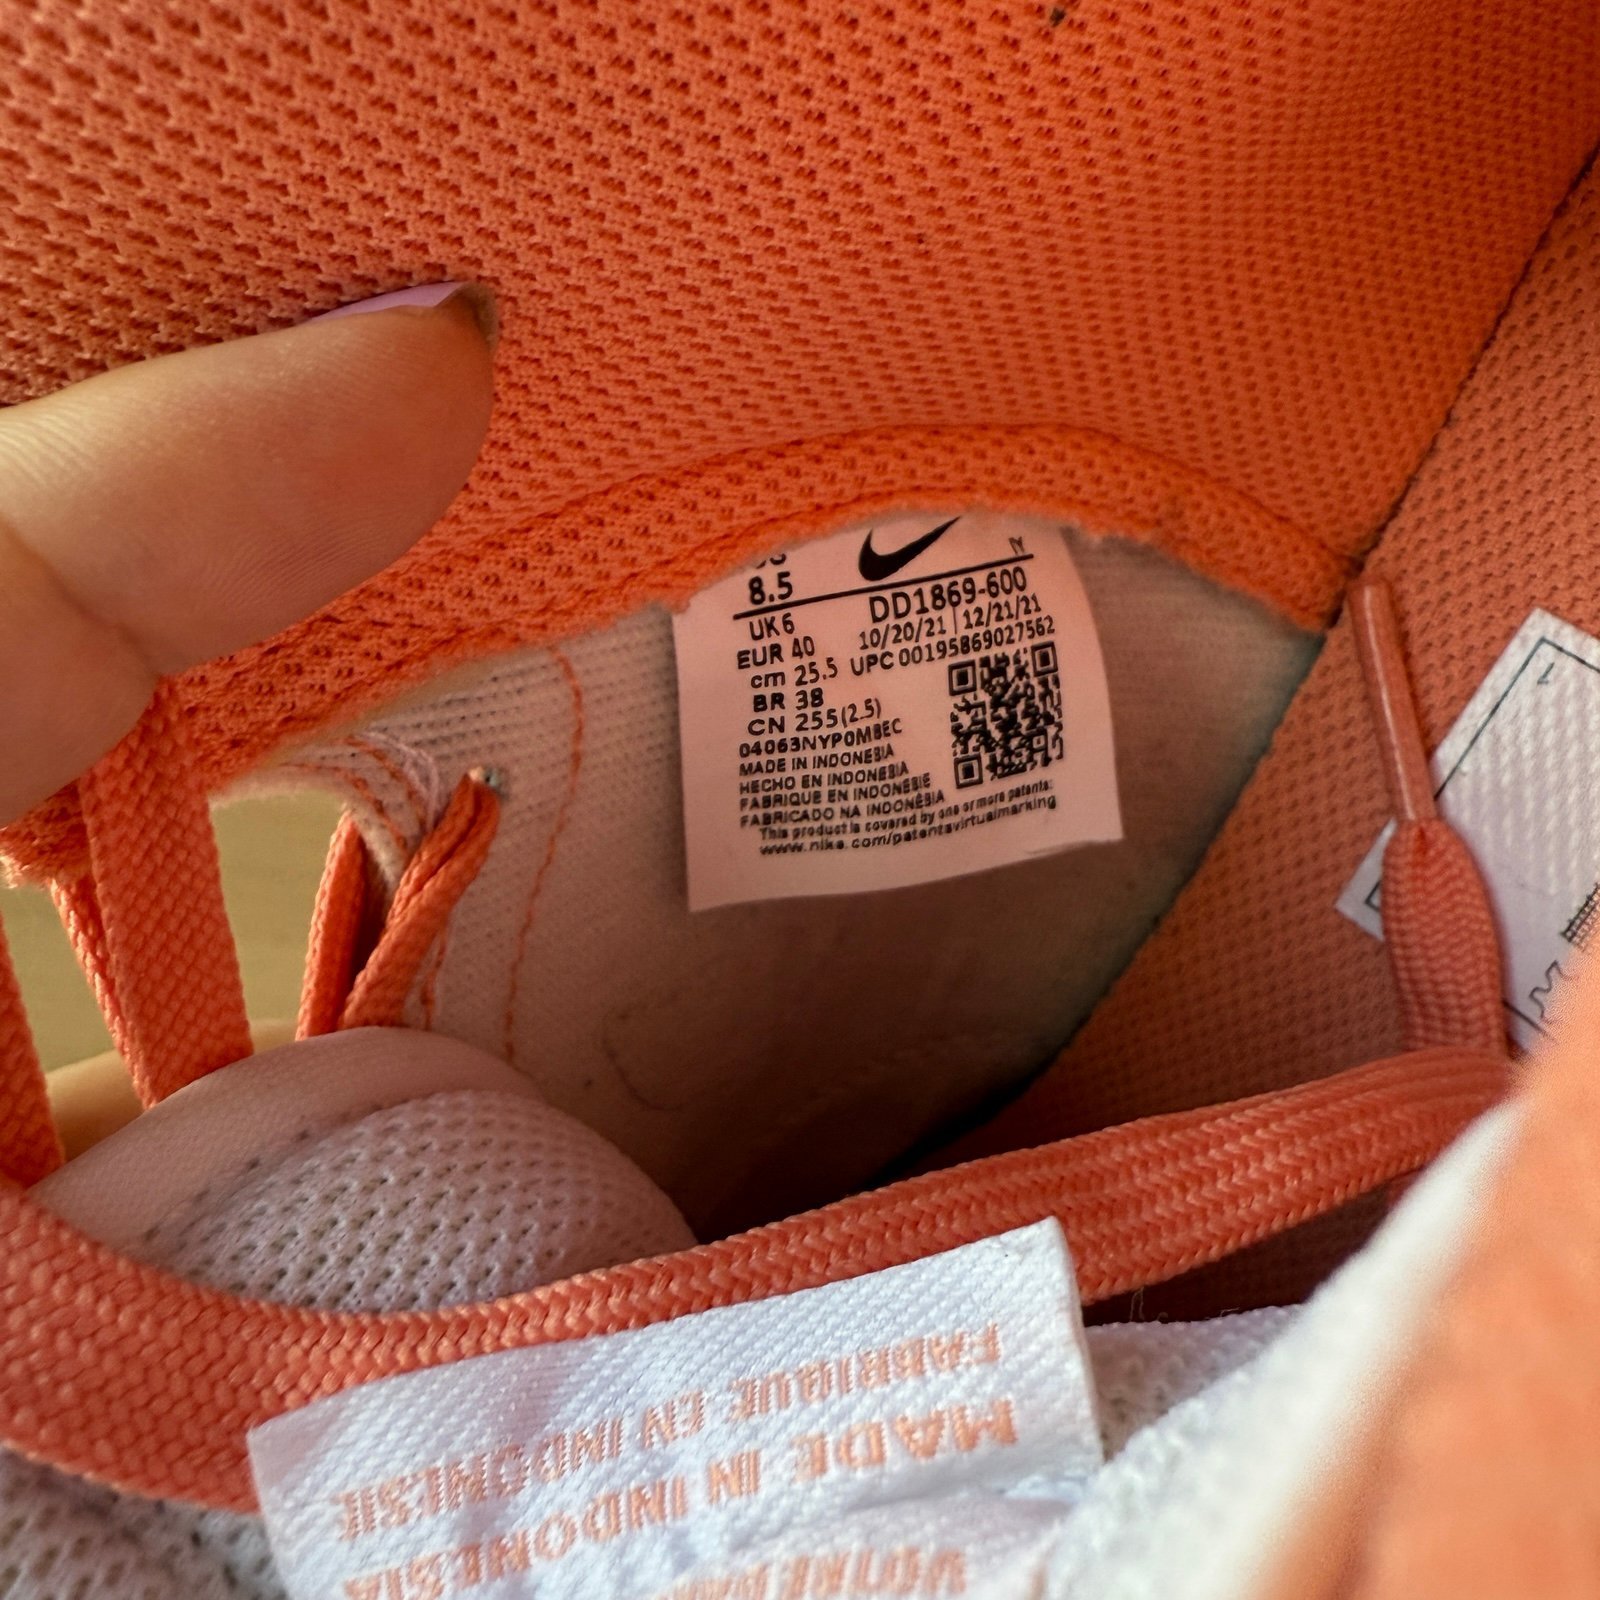 8.5
UK 6
EUR 40
cm 25.5
BR 38
CN 255(2.5)
DD1869-600
10/20/21 | 12/21/21
UPC 00195869027562
04063NYP0MBEC
MADE IN INDONESIA
HECHO EN INDONESIA
FABRIQUE EN INDONÉSIE
FABRICADO NA INDONÉSIA
This product is covered by one or more patents:
www.nike.com/patentsvirtualmarking
MADE IN INDONESIA
FABRIQUE EN INDONESIE